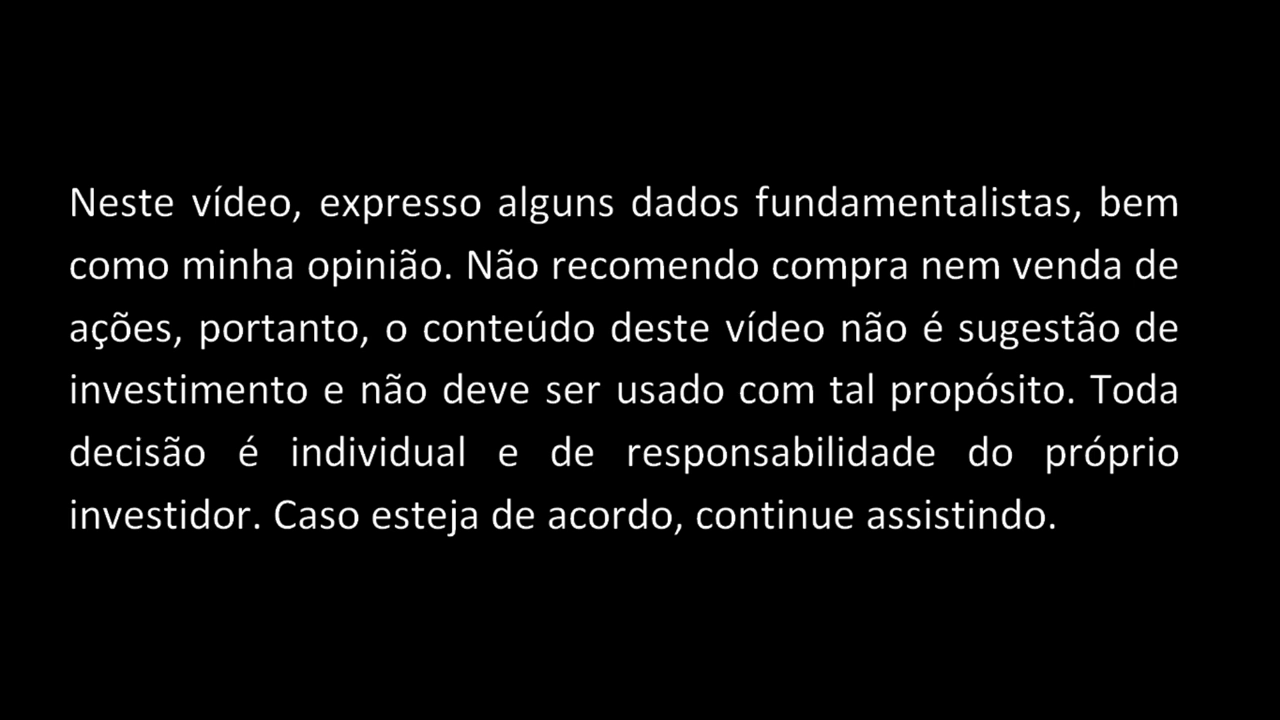 Neste vídeo, expresso alguns dados fundamentalistas, bem
como minha opinião. Não recomendo compra nem venda de
ações, portanto, o conteúdo deste vídeo não é sugestão de
investimento e não deve ser usado com tal propósito. Toda
decisão é individual e de responsabilidade do próprio
investidor. Caso esteja de acordo, continue assistindo.